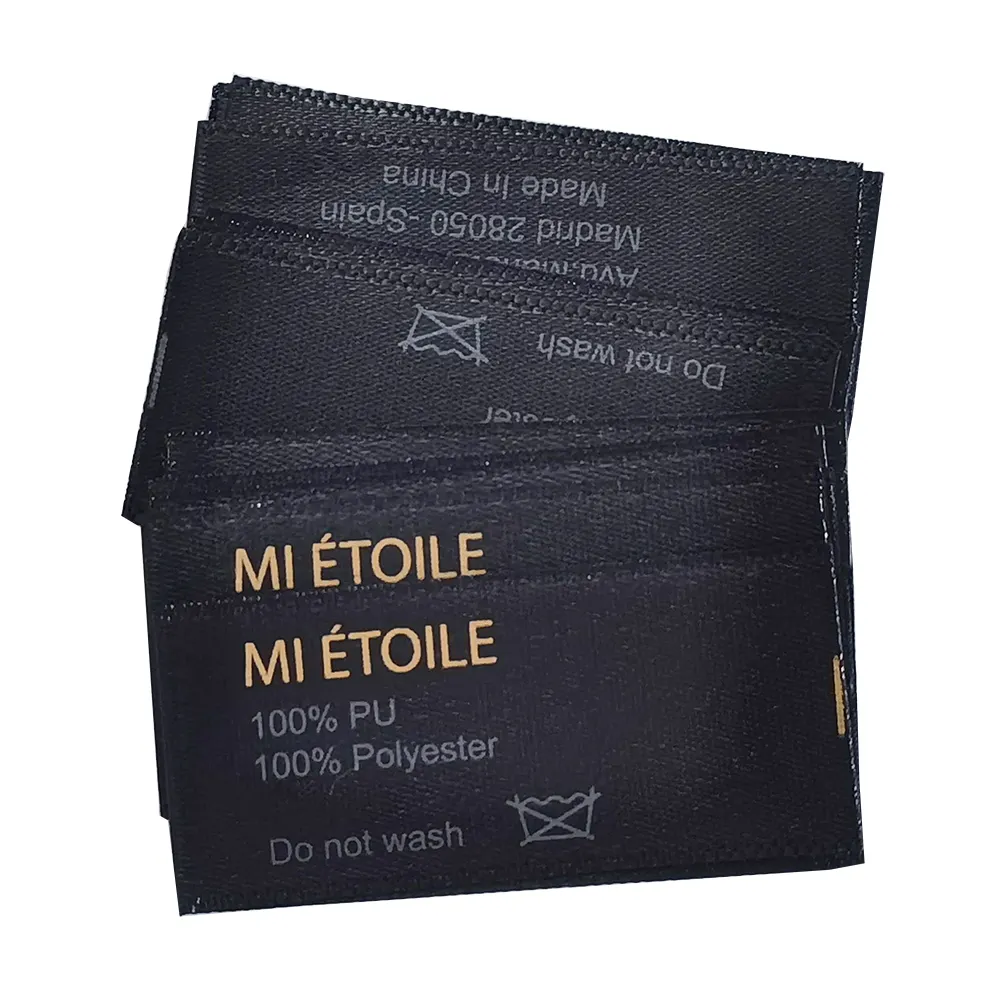 Made In China
Madrid 28050 -Spain
Do not wash
MI ÉTOILE
MI ÉTOILE
100% PU
100% Polyester
Do not wash